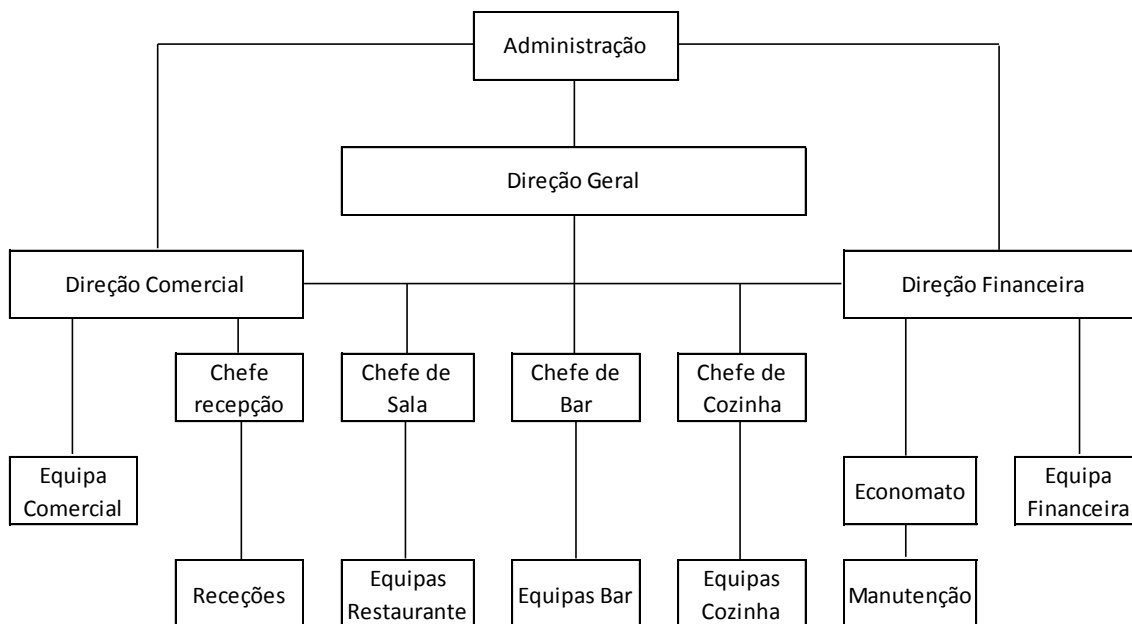 Administração
Direção Geral
Direção Comercial
Direção Financeira
Chefe
recepção
Chefe de
Sala
Chefe de
Bar
Chefe de
Cozinha
Equipa
Comercial
Economato
Equipa
Financeira
Receções
Equipas
Restaurante
Equipas Bar
Equipas
Cozinha
Manutenção